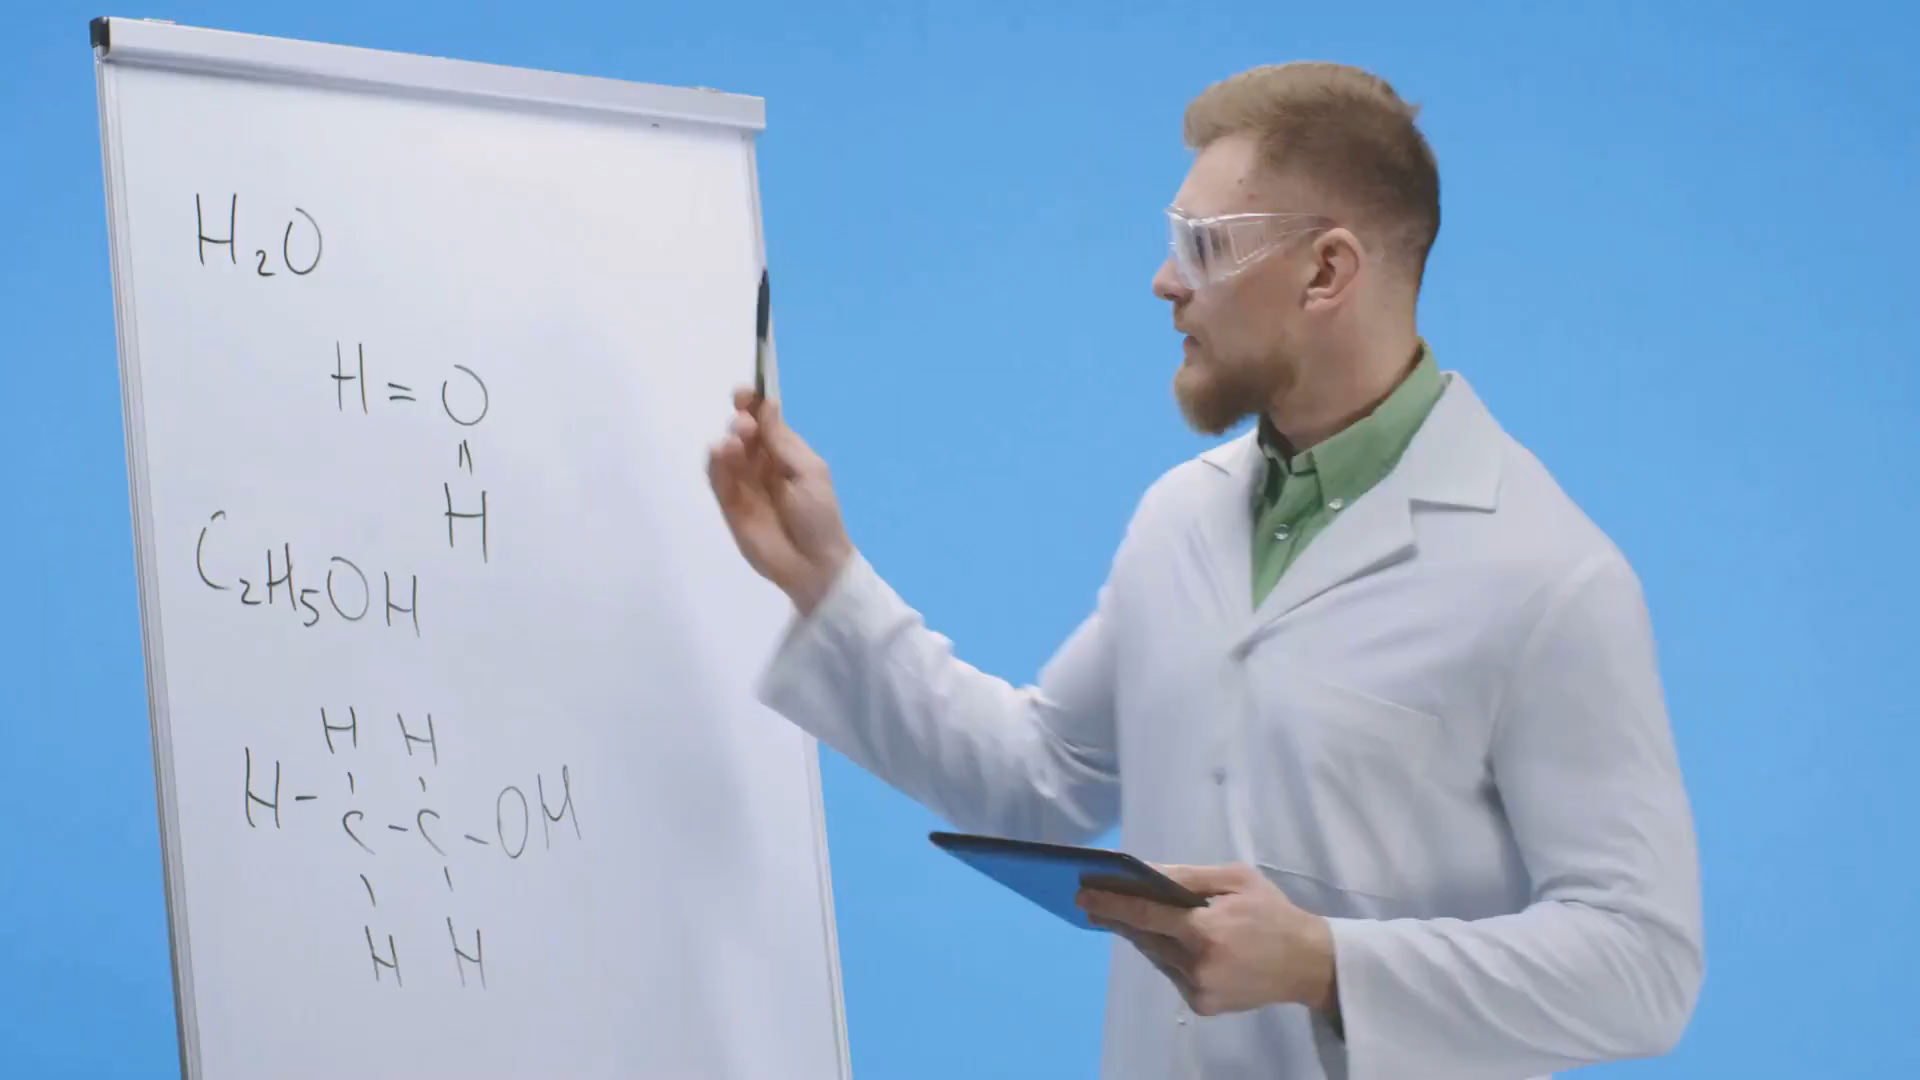 H₂O
H = O
"
H
C₂H₅OH
H H
' '
H - C - C - OH
\ '
H H